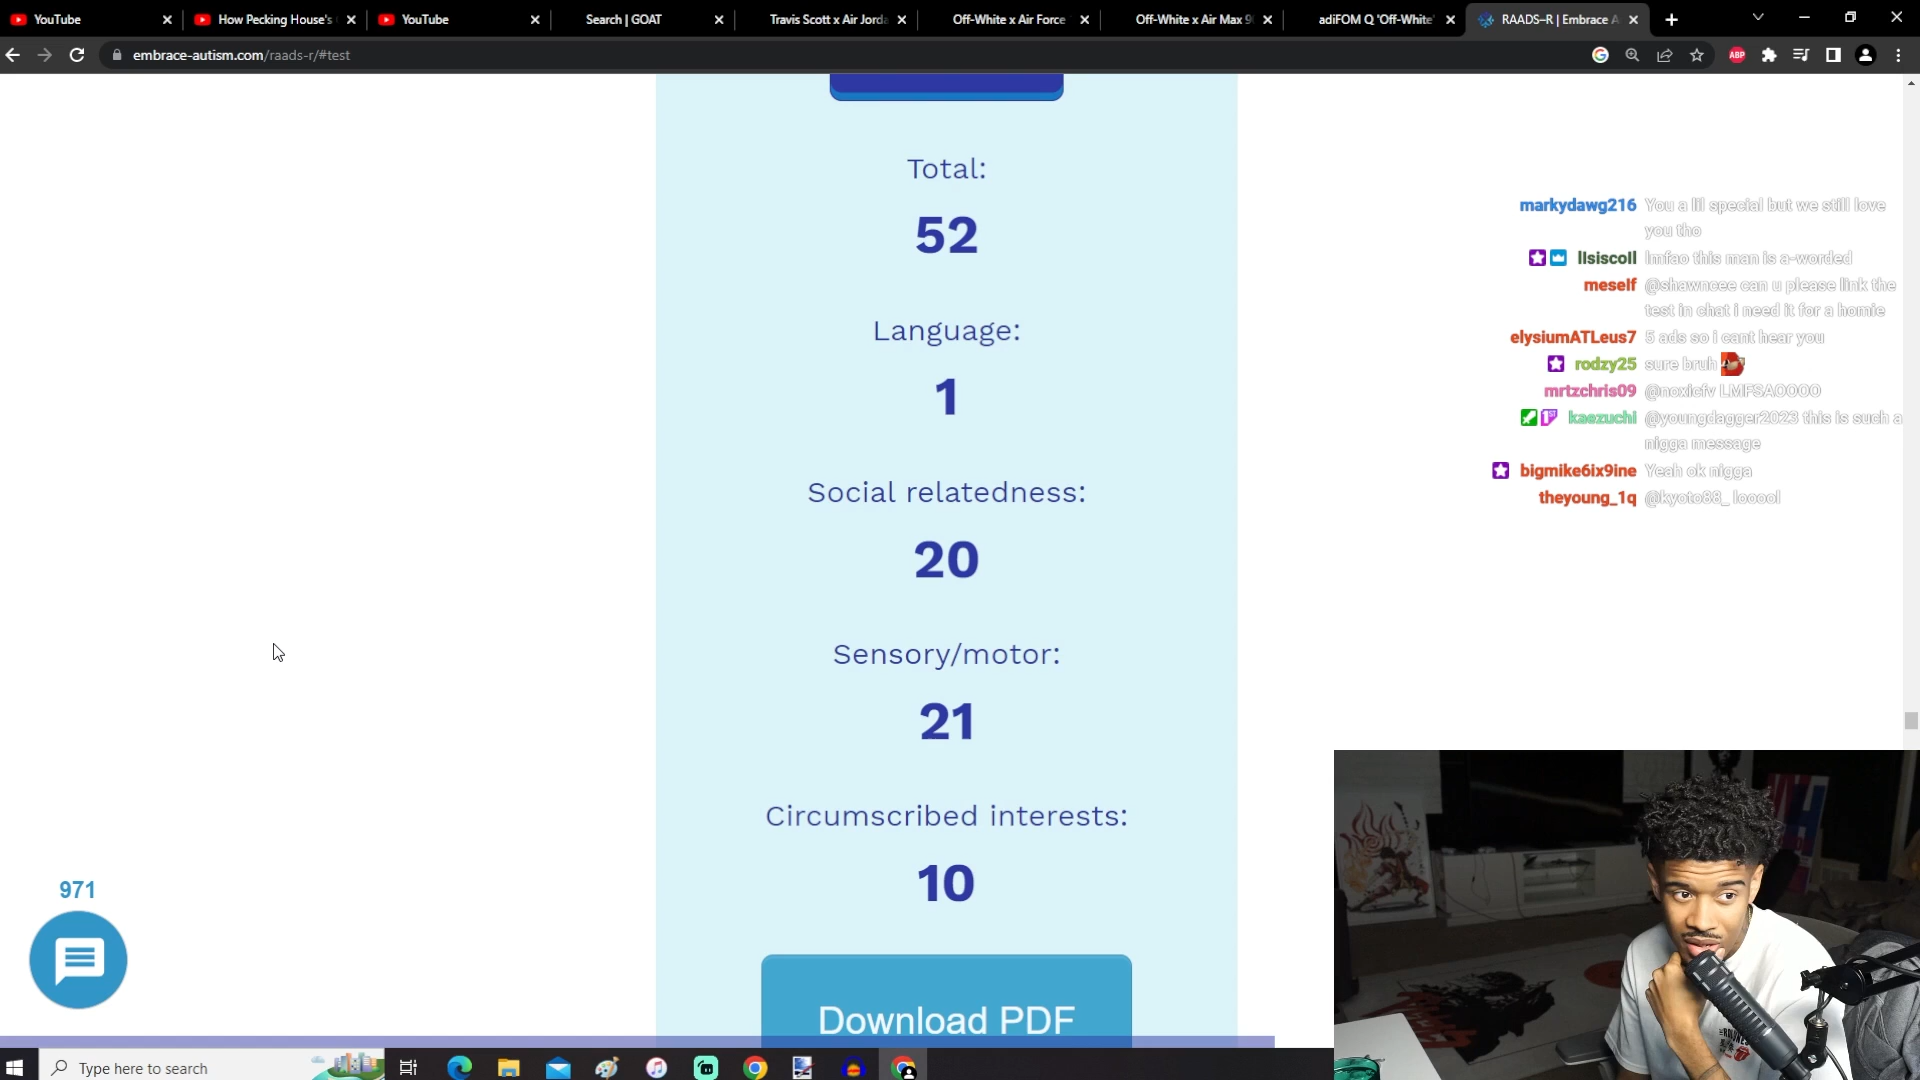 YouTube
How Pecking House's
YouTube
Search | GOAT
Travis Scott x Air Jorda
Off-White x Air Force
Off-White x Air Max 9
adiFOM Q 'Off-White'
RAADS–R | Embrace A
embrace-autism.com/raads-r/#test
ABP
Total:
52
Language:
1
Social relatedness:
20
Sensory/motor:
21
Circumscribed interests:
10
Download PDF
971
markydawg216 You a lil special but we still love
you tho
llsiscoll lmfao this man is a-worded
meself @shawncee can u please link the
test in chat i need it for a homie
elysiumATLeus7 5 ads so i cant hear you
rodzy25 sure bruh
mrtzchris09 @noxicfv LMFSAOOOO
kaezuchi @youngdagger2023 this is such a
nigga message
bigmike6ix9ine Yeah ok nigga
theyoung_1q @kyoto88_ looool
Type here to search